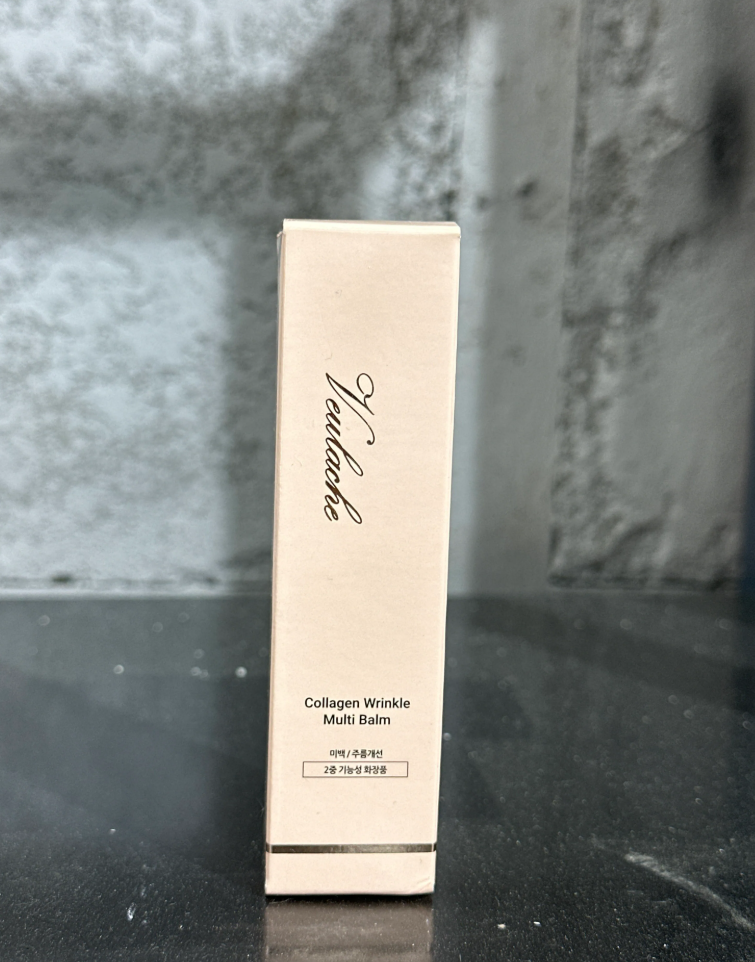 Veulache
Collagen Wrinkle
Multi Balm
미백 / 주름개선
2중 기능성 화장품